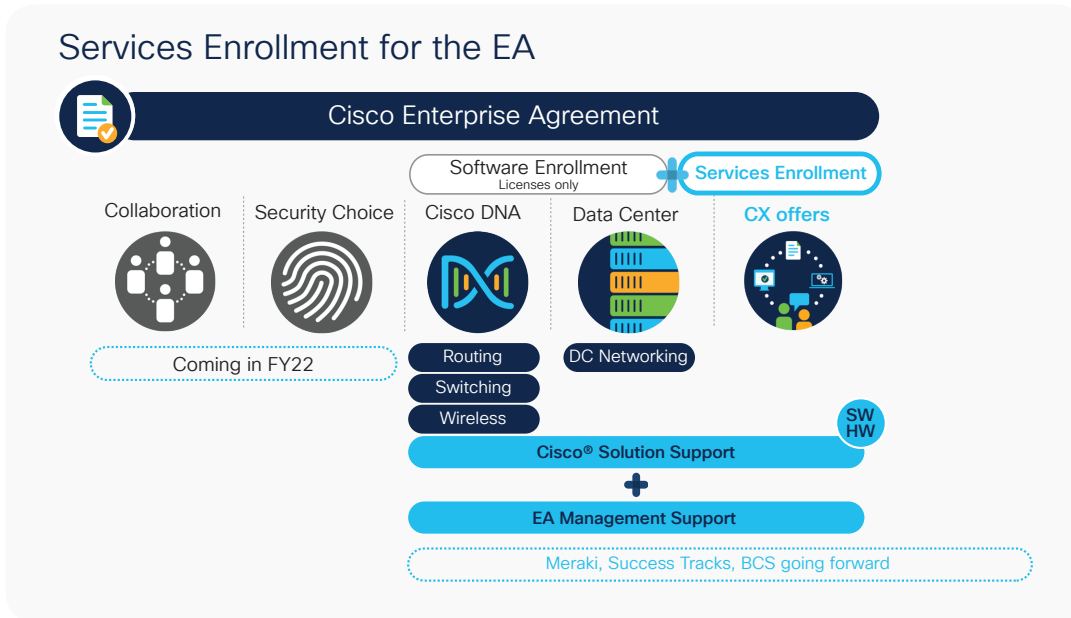 Services Enrollment for the EA
Cisco Enterprise Agreement
Software Enrollment
Licenses only
Services Enrollment
Collaboration
Security Choice
Cisco DNA
Data Center
CX offers
Coming in FY22
Routing
Switching
Wireless
DC Networking
SW
HW
Cisco® Solution Support
EA Management Support
Meraki, Success Tracks, BCS going forward